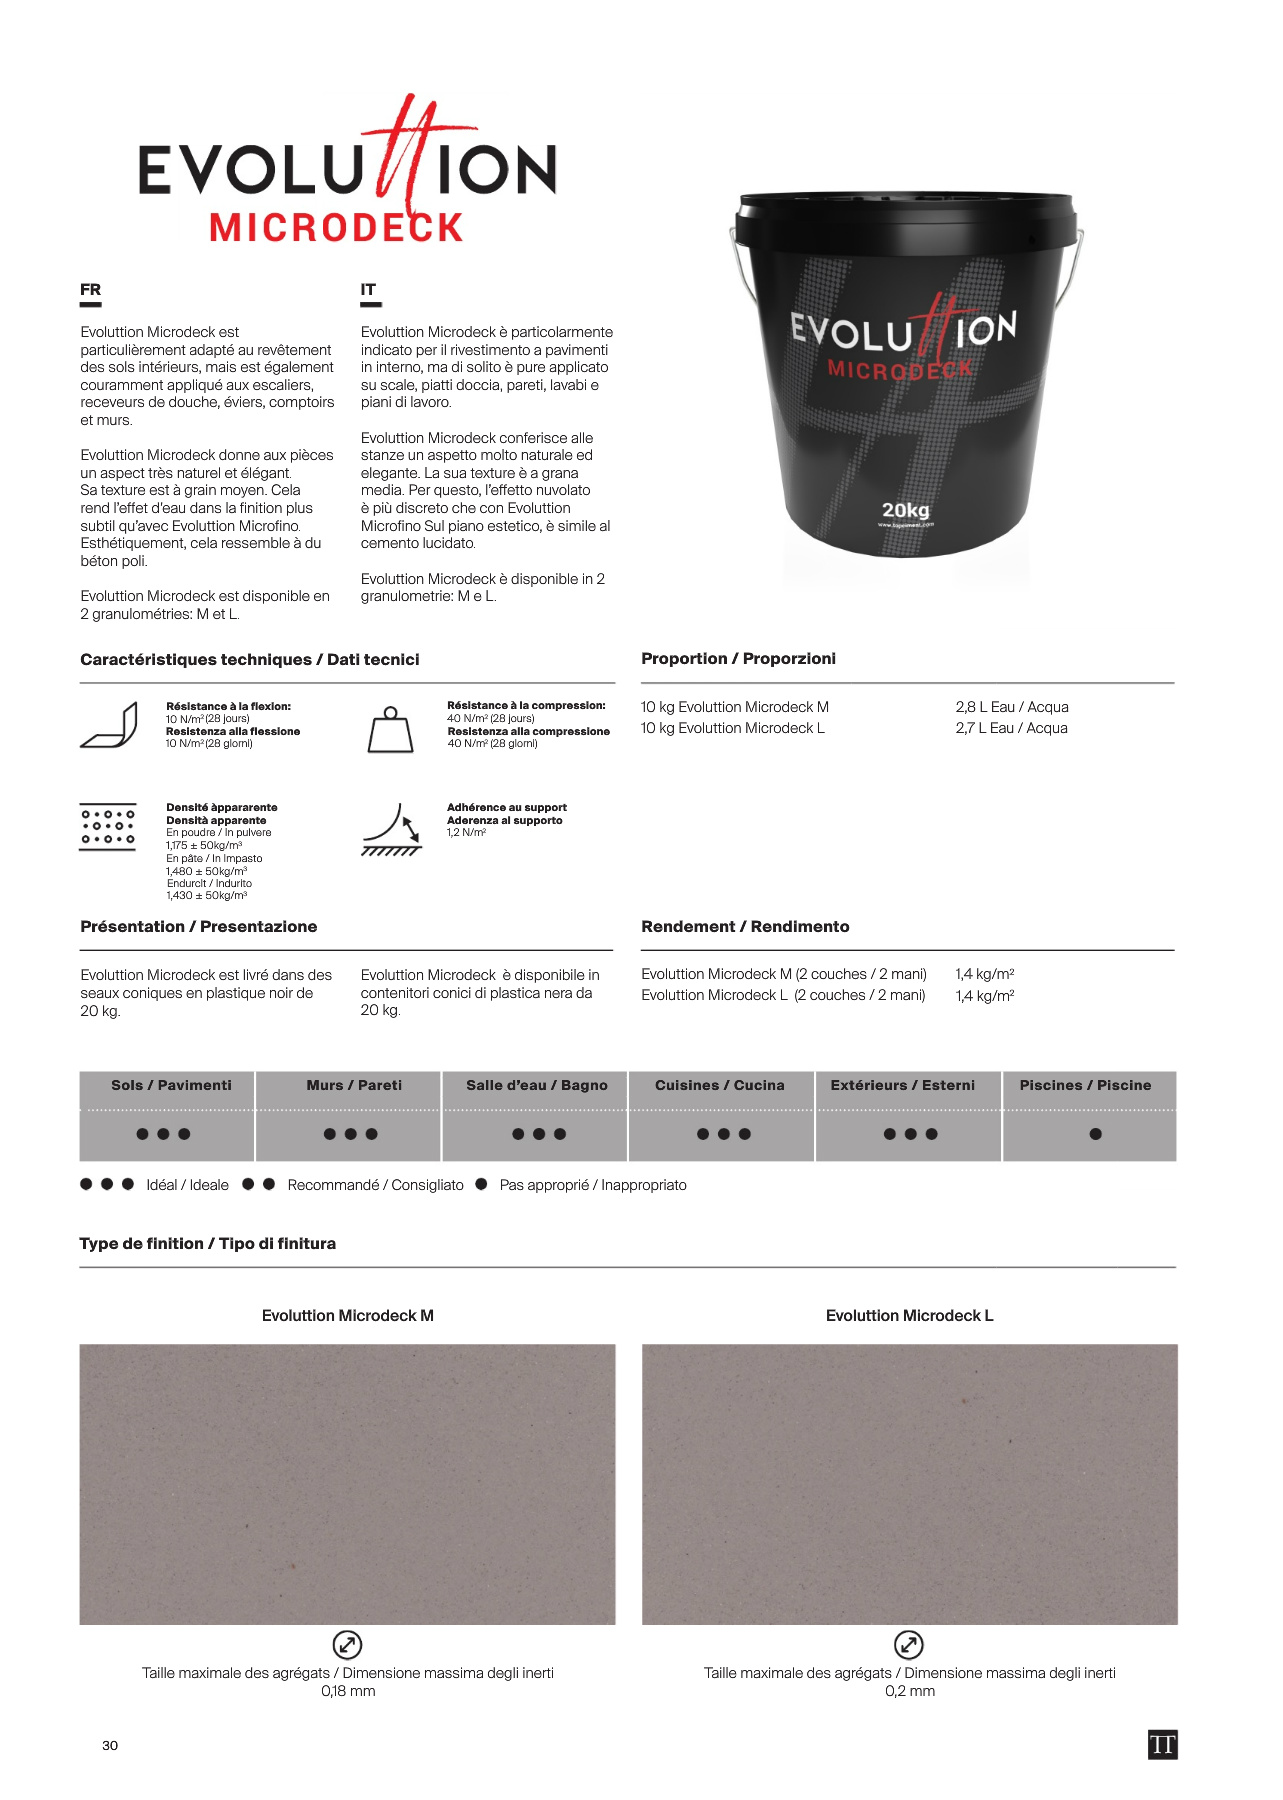 EVOLUTTION
MICRODECK
FR
Evoluttion Microdeck est
particulièrement adapté au revêtement
des sols intérieurs, mais est également
couramment appliqué aux escaliers,
receveurs de douche, éviers, comptoirs
et murs.
Evoluttion Microdeck donne aux pièces
un aspect très naturel et élégant.
Sa texture est à grain moyen. Cela
rend l'effet d'eau dans la finition plus
subtil qu'avec Evoluttion Microfino.
Esthétiquement, cela ressemble à du
béton poli.
Evoluttion Microdeck est disponible en
2 granulométries: M et L.
IT
Evoluttion Microdeck è particolarmente
indicato per il rivestimento a pavimenti
in interno, ma di solito è pure applicato
su scale, piatti doccia, pareti, lavabi e
piani di lavoro.
Evoluttion Microdeck conferisce alle
stanze un aspetto molto naturale ed
elegante. La sua texture è a grana
media. Per questo, l'effetto nuvolato
è più discreto che con Evoluttion
Microfino Sul piano estetico, è simile al
cemento lucidato.
Evoluttion Microdeck è disponible in 2
granulometrie: M e L.
EVOLUTTION
MICRODECK
20kg
www.topciment.com
Caractéristiques techniques / Dati tecnici
Résistance à la flexion:
10 N/m² (28 jours)
Resistenza alla flessione
10 N/m² (28 giorni)
Résistance à la compression:
40 N/m² (28 jours)
Resistenza alla compressione
40 N/m² (28 giorni)
Densité àppararente
Densità àpparente
En poudre / In pulvere
1,175 ± 50kg/m³
En pâte / In Impasto
1,480 ± 50kg/m³
Endurcit / Indurito
1,430 ± 50kg/m³
Adhérence au support
Aderenza al supporto
1,2 N/m²
Proportion / Proporzioni
10 kg Evoluttion Microdeck M 2,8 L Eau / Acqua
10 kg Evoluttion Microdeck L 2,7 L Eau / Acqua
Présentation / Presentazione
Evoluttion Microdeck est livré dans des
seaux coniques en plastique noir de
20 kg.
Evoluttion Microdeck è disponibile in
contenitori conici di plastica nera da
20 kg.
Rendement / Rendimento
Evoluttion Microdeck M (2 couches / 2 mani) 1,4 kg/m²
Evoluttion Microdeck L (2 couches / 2 mani) 1,4 kg/m²
Sols / Pavimenti Murs / Pareti Salle d'eau / Bagno Cuisines / Cucina Extérieurs / Esterni Piscines / Piscine
● ● ● ● ● ● ● ● ● ● ● ● ● ● ● ●
● ● ● Idéal / Ideale ● ● Recommandé / Consigliato ● Pas approprié / Inappropriato
Type de finition / Tipo di finitura
Evoluttion Microdeck M
Evoluttion Microdeck L
Taille maximale des agrégats / Dimensione massima degli inerti
0,18 mm
Taille maximale des agrégats / Dimensione massima degli inerti
0,2 mm
30
TT